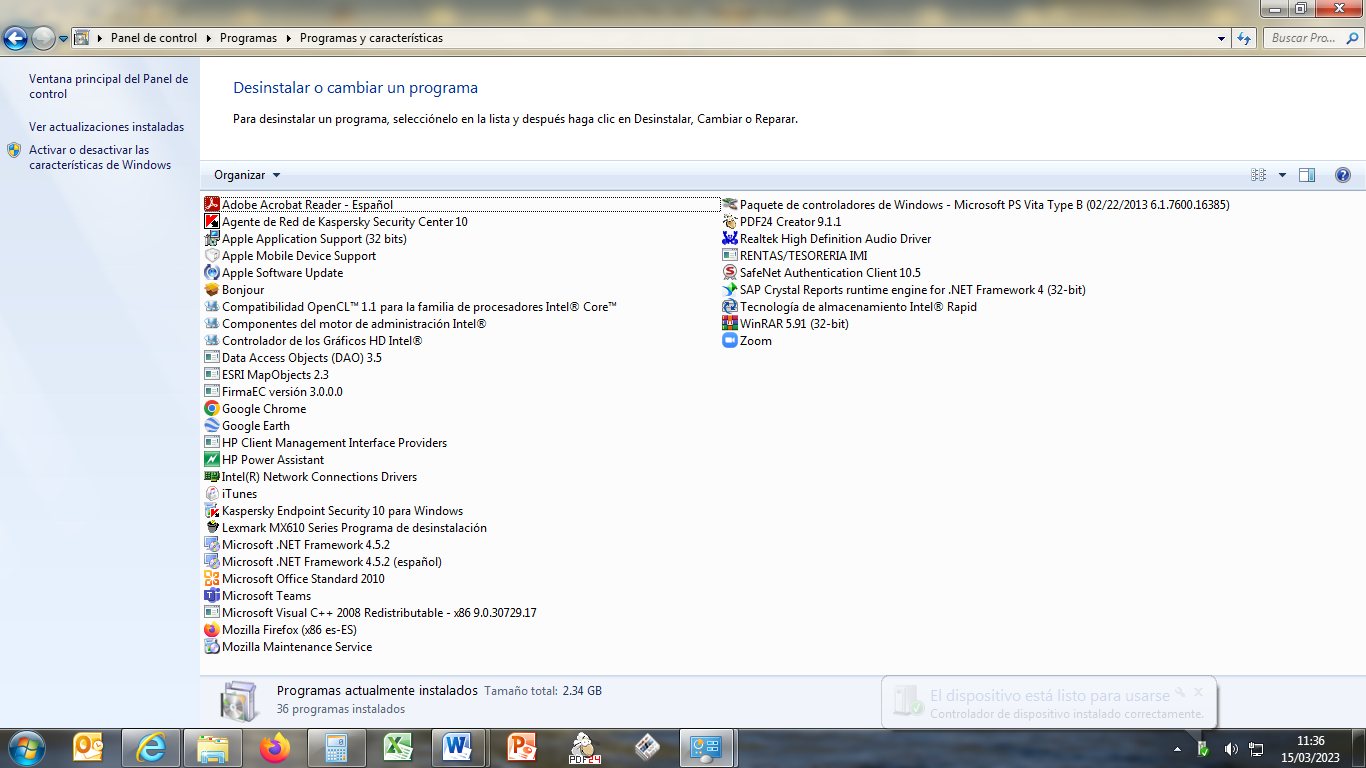 Panel de control
Programas
Programas y características
Buscar Pro...
Ventana principal del Panel de
control
Ver actualizaciones instaladas
Activar o desactivar las
características de Windows
Desinstalar o cambiar un programa
Para desinstalar un programa, selecciónelo en la lista y después haga clic en Desinstalar, Cambiar o Reparar.
Organizar
Adobe Acrobat Reader - Español
Agente de Red de Kaspersky Security Center 10
Apple Application Support (32 bits)
Apple Mobile Device Support
Apple Software Update
Bonjour
Compatibilidad OpenCL™ 1.1 para la familia de procesadores Intel® Core™
Componentes del motor de administración Intel®
Controlador de los Gráficos HD Intel®
Data Access Objects (DAO) 3.5
ESRI MapObjects 2.3
FirmaEC versión 3.0.0.0
Google Chrome
Google Earth
HP Client Management Interface Providers
HP Power Assistant
Intel(R) Network Connections Drivers
iTunes
Kaspersky Endpoint Security 10 para Windows
Lexmark MX610 Series Programa de desinstalación
Microsoft .NET Framework 4.5.2
Microsoft .NET Framework 4.5.2 (español)
Microsoft Office Standard 2010
Microsoft Teams
Microsoft Visual C++ 2008 Redistributable - x86 9.0.30729.17
Mozilla Firefox (x86 es-ES)
Mozilla Maintenance Service
Paquete de controladores de Windows - Microsoft PS Vita Type B (02/22/2013 6.1.7600.16385)
PDF24 Creator 9.1.1
Realtek High Definition Audio Driver
RENTAS/TESORERIA IMI
SafeNet Authentication Client 10.5
SAP Crystal Reports runtime engine for .NET Framework 4 (32-bit)
Tecnología de almacenamiento Intel® Rapid
WinRAR 5.91 (32-bit)
Zoom
Programas actualmente instalados Tamaño total: 2.34 GB
36 programas instalados
El dispositivo está listo para usarse
Controlador de dispositivo instalado correctamente.
PDF24
11:36
15/03/2023